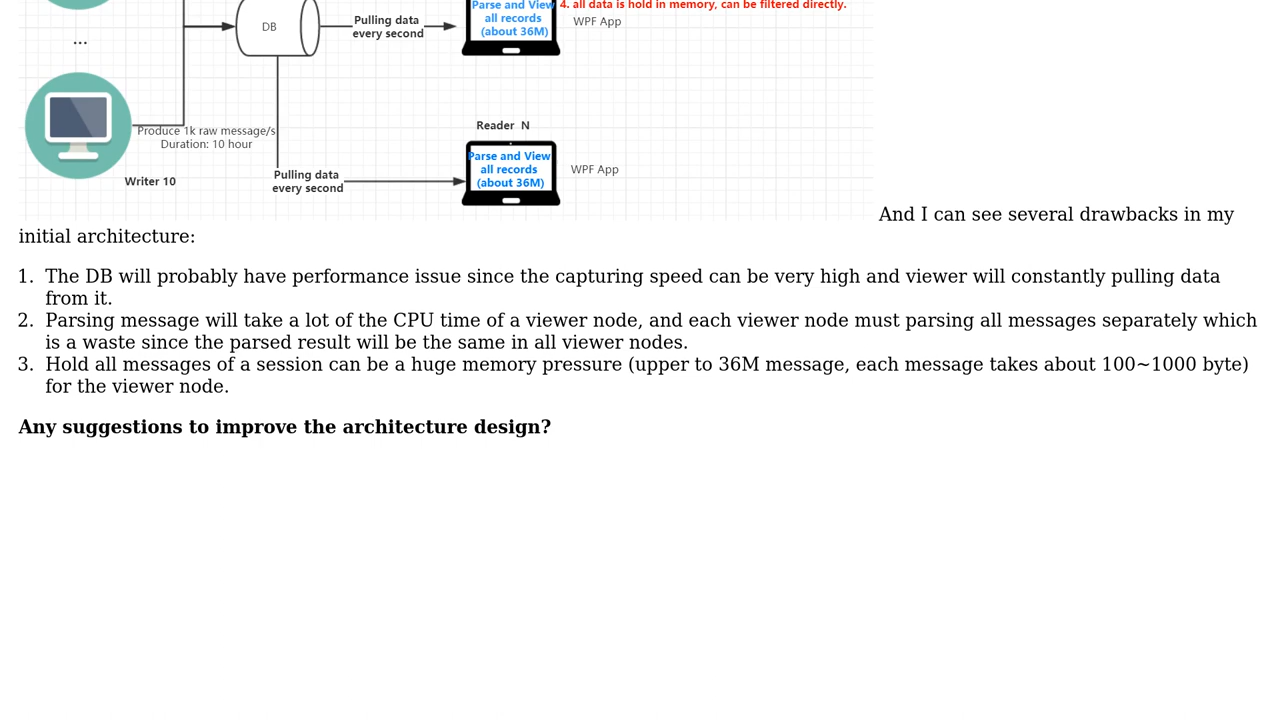 Parse and View 4. all data is hold in memory, can be filtered directly.
all records
(about 36M)
WPF App
DB
Pulling data
every second
...
Produce 1k raw message/s
Duration: 10 hour
Writer 10
Pulling data
every second
Reader N
Parse and View
all records
(about 36M)
WPF App
And I can see several drawbacks in my
initial architecture:
1. The DB will probably have performance issue since the capturing speed can be very high and viewer will constantly pulling data
from it.
2. Parsing message will take a lot of the CPU time of a viewer node, and each viewer node must parsing all messages separately which
is a waste since the parsed result will be the same in all viewer nodes.
3. Hold all messages of a session can be a huge memory pressure (upper to 36M message, each message takes about 100~1000 byte)
for the viewer node.
Any suggestions to improve the architecture design?